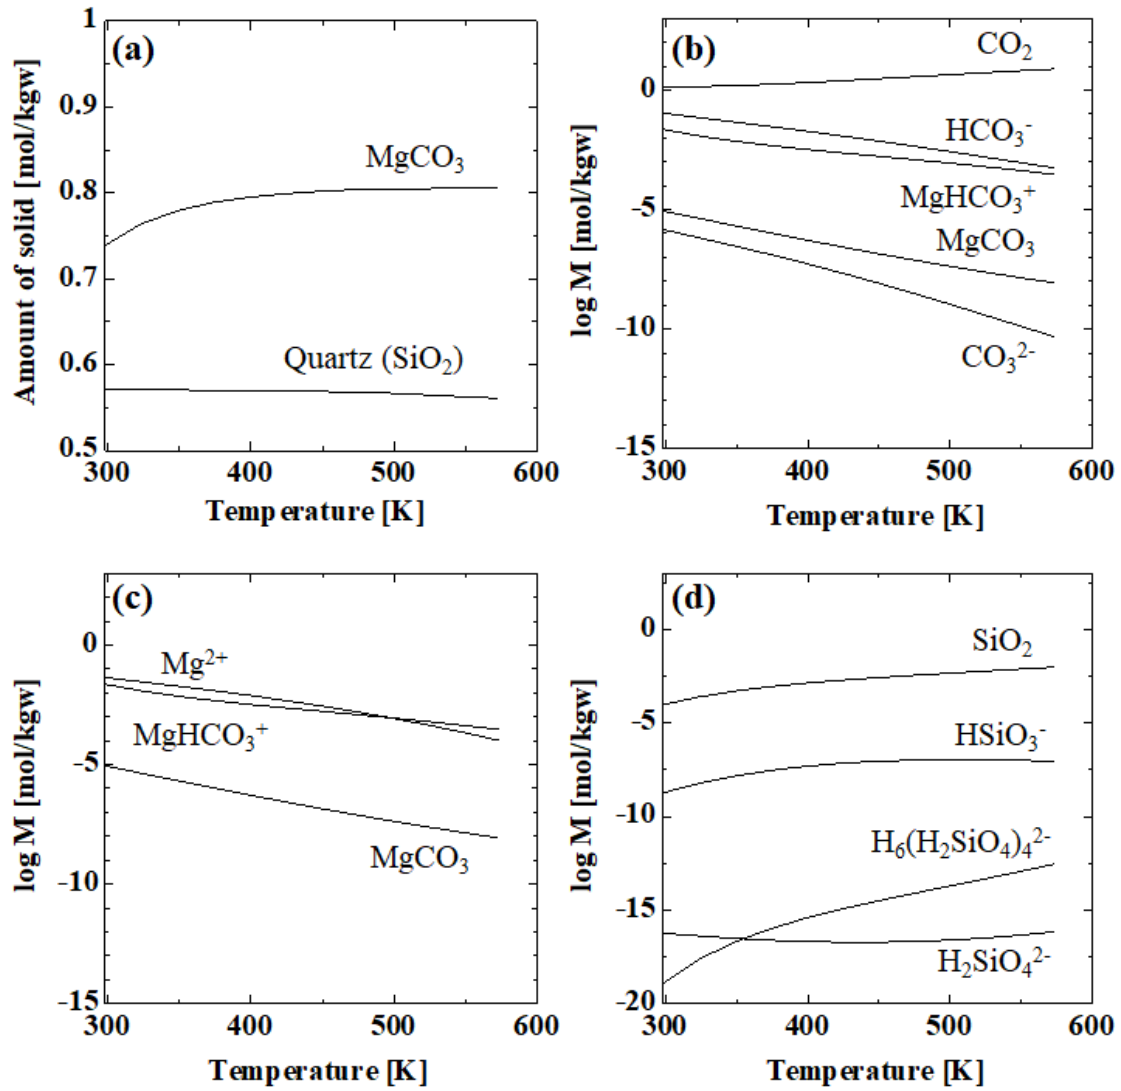 (a)
Amount of solid [mol/kgw]
1
0.9
0.8
0.7
0.6
0.5
MgCO₃
Quartz (SiO₂)
300 400 500 600
Temperature [K]
(b)
log M [mol/kgw]
0
-5
-10
-15
CO₂
HCO₃⁻
MgHCO₃⁺
MgCO₃
CO₃²⁻
300 400 500 600
Temperature [K]
(c)
log M [mol/kgw]
0
-5
-10
-15
Mg²⁺
MgHCO₃⁺
MgCO₃
300 400 500 600
Temperature [K]
(d)
log M [mol/kgw]
0
-5
-10
-15
-20
SiO₂
HSiO₃⁻
H₆(H₂SiO₄)₄²⁻
H₂SiO₄²⁻
300 400 500 600
Temperature [K]